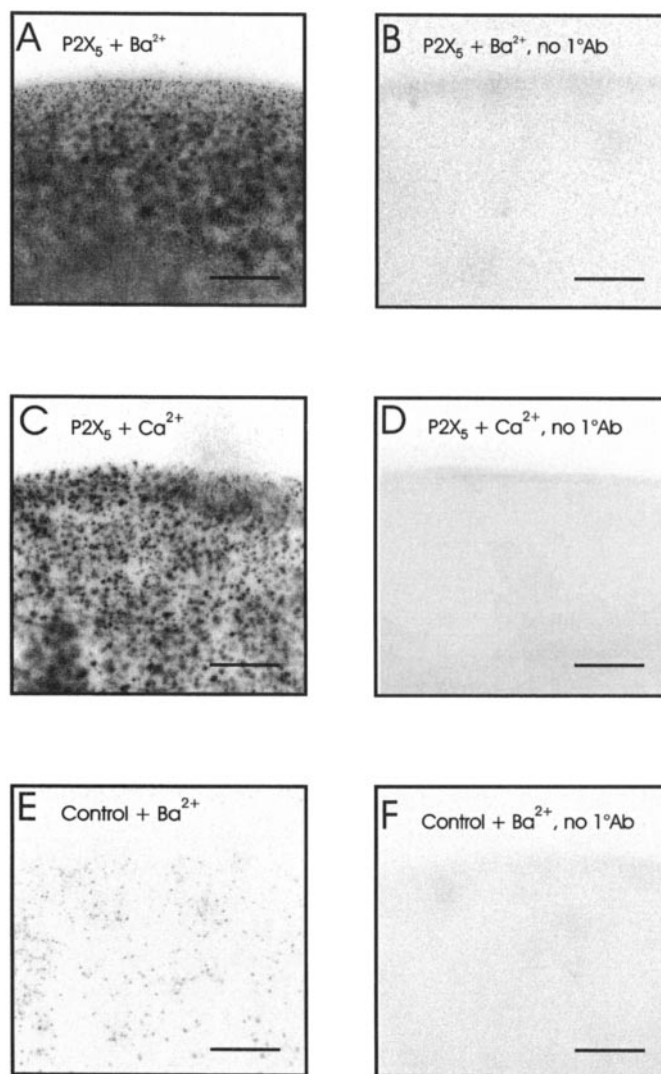 A P2X₅ + Ba²⁺
B P2X₅ + Ba²⁺, no 1°Ab
C P2X₅ + Ca²⁺
D P2X₅ + Ca²⁺, no 1°Ab
E Control + Ba²⁺
F Control + Ba²⁺, no 1°Ab